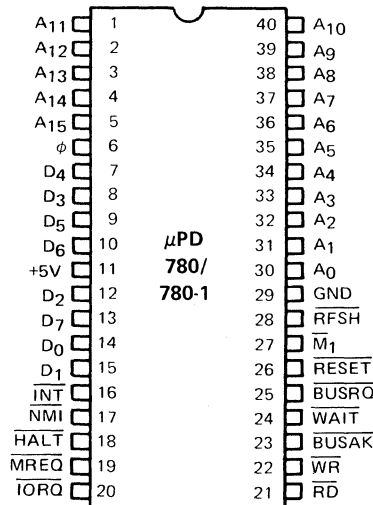 A11 1 40 A10
A12 2 39 A9
A13 3 38 A8
A14 4 37 A7
A15 5 36 A6
ϕ 6 35 A5
D4 7 34 A4
D3 8 33 A3
D5 9 32 A2
D6 10 μPD 31 A1
+5V 11 780/ 30 A0
D2 12 780-1 29 GND
D7 13 28 RFSH
D0 14 27 M1
D1 15 26 RESET
INT 16 25 BUSRQ
NMI 17 24 WAIT
HALT 18 23 BUSAK
MREQ 19 22 WR
IORQ 20 21 RD